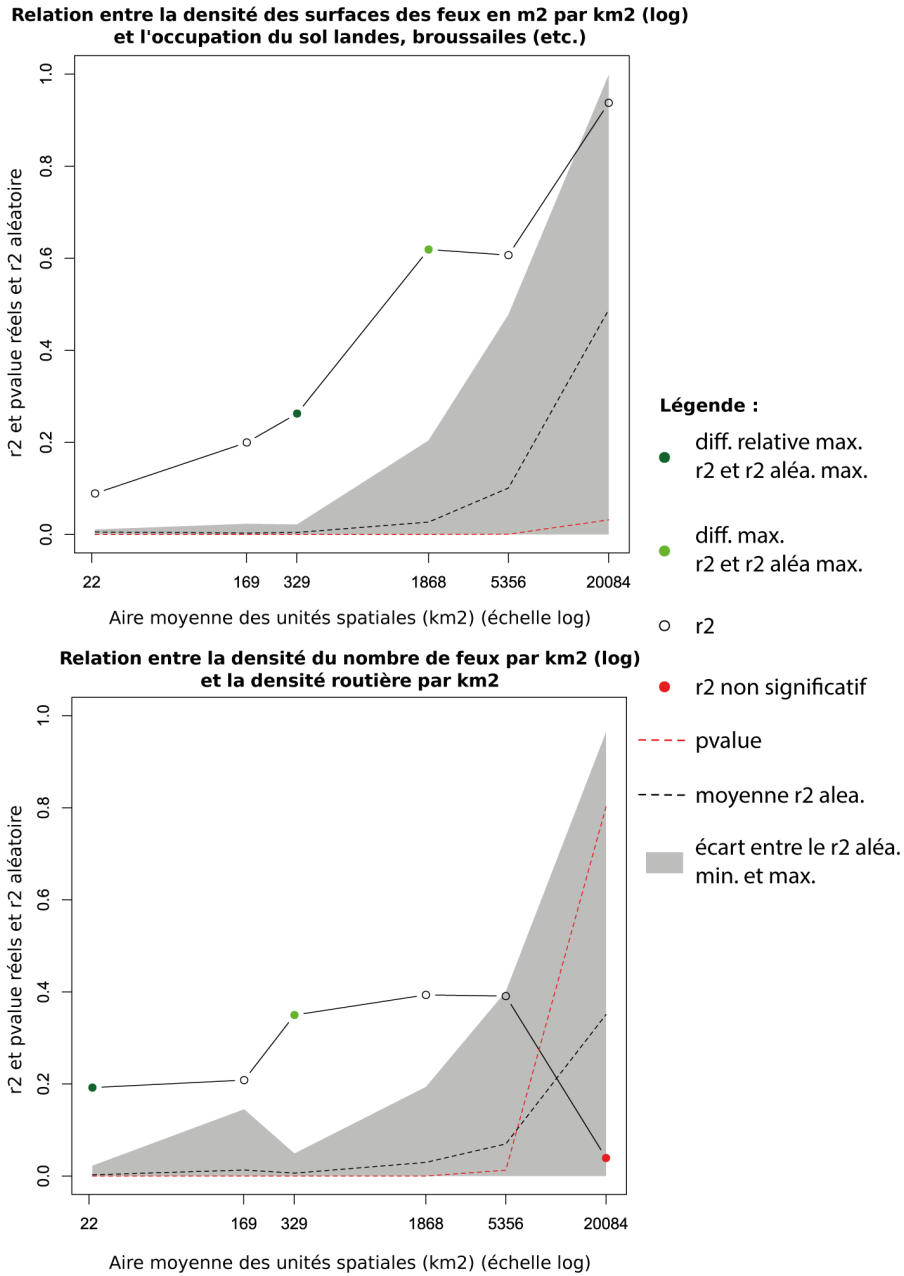 Relation entre la densité des surfaces des feux en m2 par km2 (log)
et l'occupation du sol landes, broussailes (etc.)
r2 et pvalue réels et r2 aléatoire
1.0
0.8
0.6
0.4
0.2
0.0
22
169
329
1868
5356
20084
Aire moyenne des unités spatiales (km2) (échelle log)
Relation entre la densité du nombre de feux par km2 (log)
et la densité routière par km2
r2 et pvalue réels et r2 aléatoire
1.0
0.8
0.6
0.4
0.2
0.0
22
169
329
1868
5356
20084
Aire moyenne des unités spatiales (km2) (échelle log)
Légende :
diff. relative max.
r2 et r2 aléa. max.
diff. max.
r2 et r2 aléa max.
r2
r2 non significatif
pvalue
moyenne r2 alea.
écart entre le r2 aléa.
min. et max.